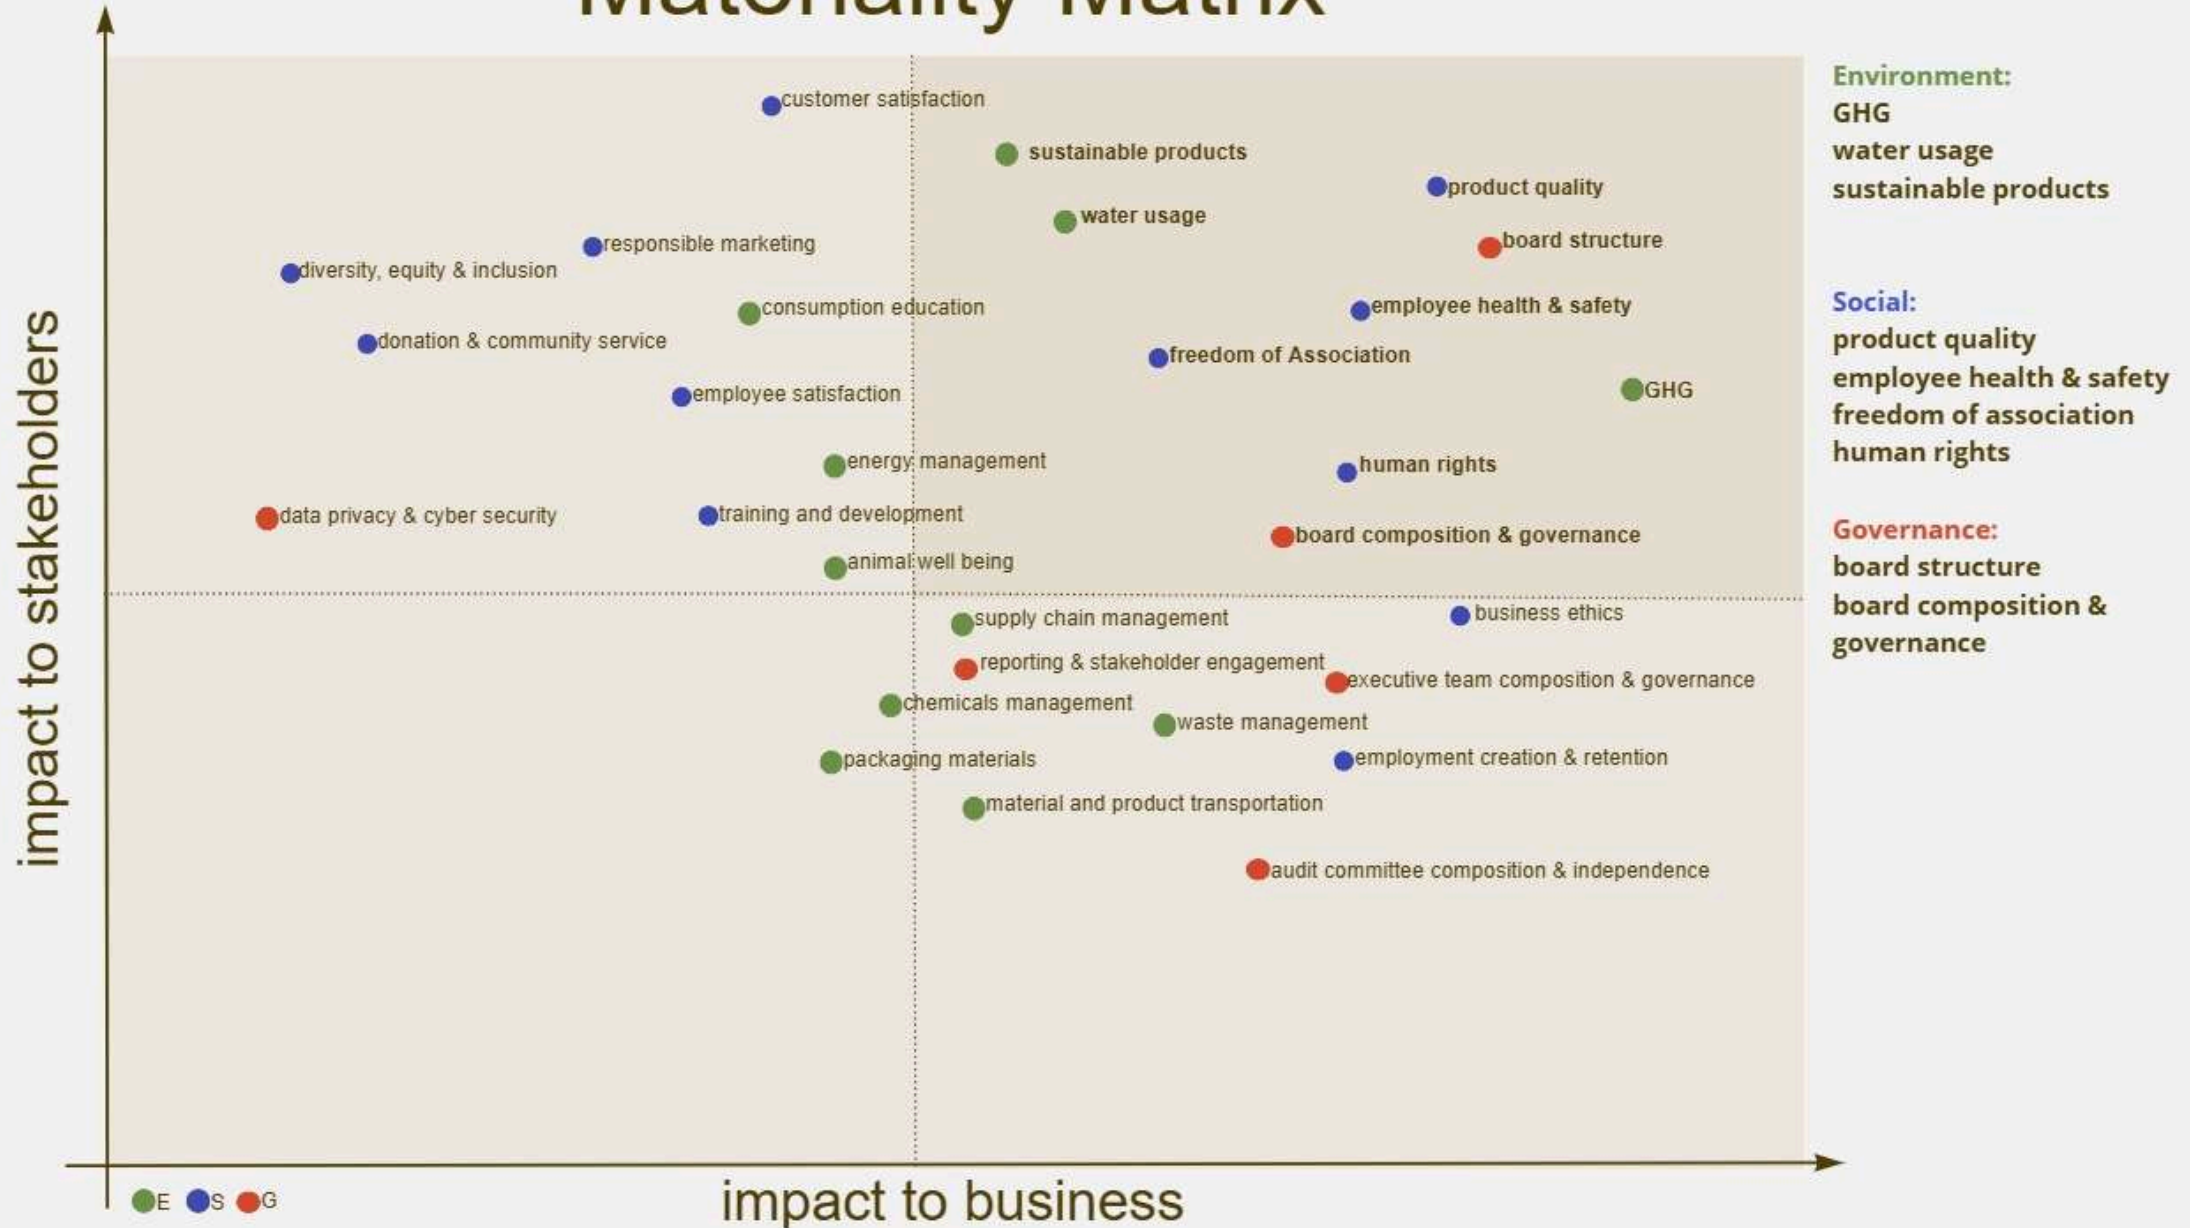 Materiality Matrix
customer satisfaction
sustainable products
product quality
water usage
board structure
responsible marketing
diversity, equity & inclusion
consumption education
employee health & safety
donation & community service
freedom of Association
employee satisfaction
GHG
energy management
human rights
data privacy & cyber security
training and development
board composition & governance
animal well being
supply chain management
business ethics
reporting & stakeholder engagement
executive team composition & governance
chemicals management
waste management
packaging materials
employment creation & retention
material and product transportation
audit committee composition & independence
impact to stakeholders
impact to business
E S G
Environment:
GHG
water usage
sustainable products
Social:
product quality
employee health & safety
freedom of association
human rights
Governance:
board structure
board composition &
governance